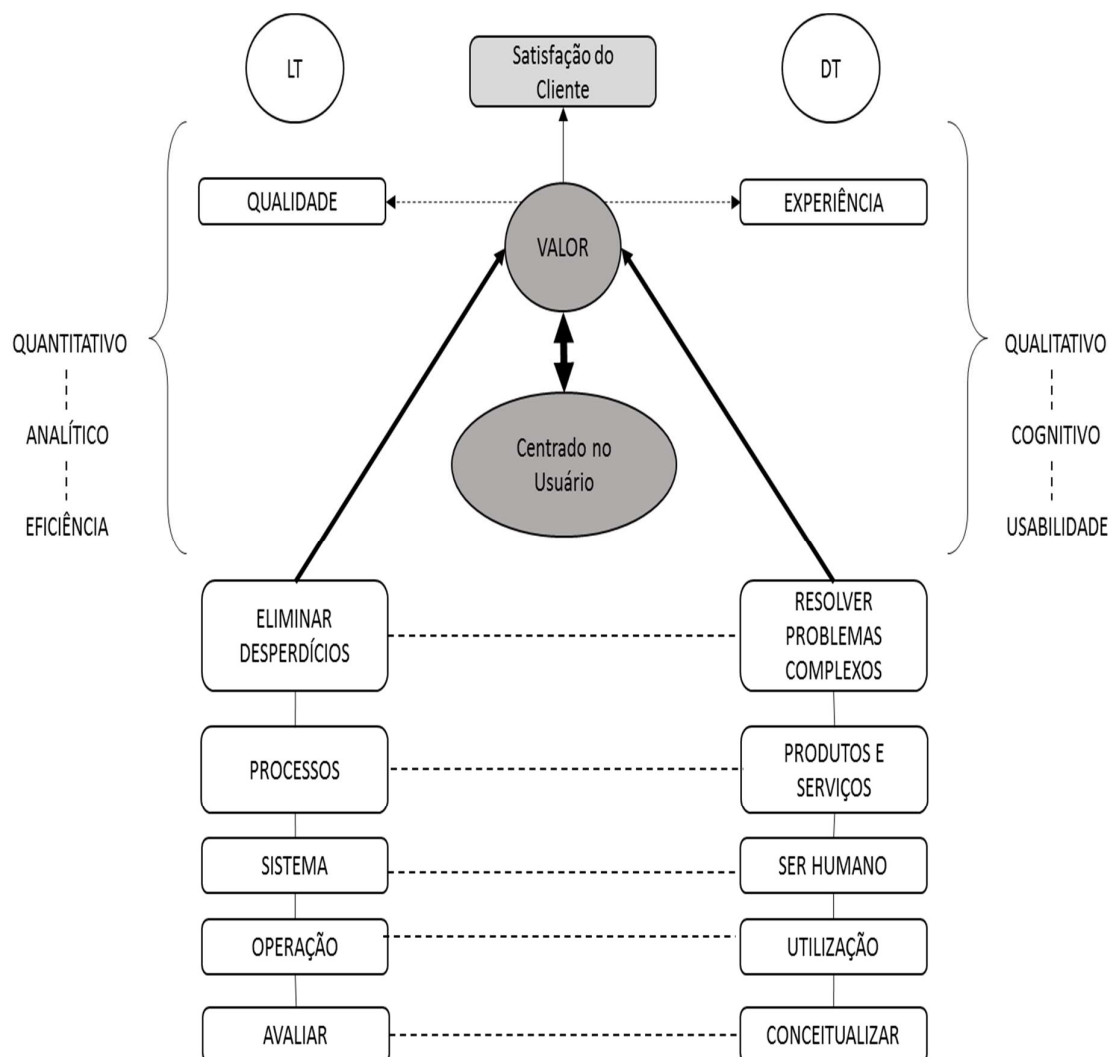 LT
Satisfação do
Cliente
DT
QUALIDADE
EXPERIÊNCIA
VALOR
QUANTITATIVO
QUALITATIVO
ANALÍTICO
Centrado no
Usuário
COGNITIVO
EFICIÊNCIA
USABILIDADE
ELIMINAR
DESPERDÍCIOS
RESOLVER
PROBLEMAS
COMPLEXOS
PROCESSOS
PRODUTOS E
SERVIÇOS
SISTEMA
SER HUMANO
OPERAÇÃO
UTILIZAÇÃO
AVALIAR
CONCEITUALIZAR